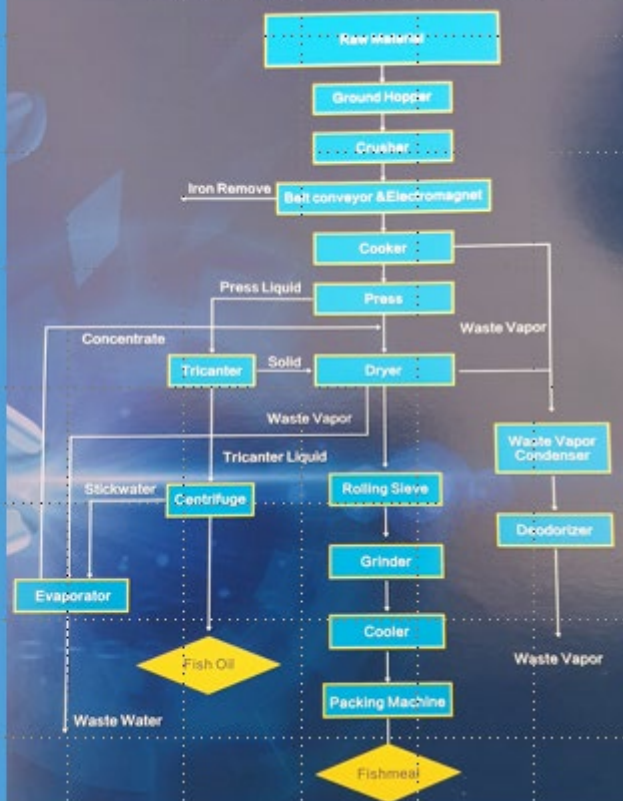 Raw Material
Ground Hopper
Crusher
Iron Remove
Belt conveyor &Electromagnet
Cooker
Press Liquid
Press
Waste Vapor
Concentrate
Tricanter
Solid
Dryer
Waste Vapor
Waste Vapor
Condenser
Tricanter Liquid
Stickwater
Centrifuge
Rolling Sieve
Deodorizer
Grinder
Evaporator
Cooler
Fish Oil
Waste Vapor
Packing Machine
Waste Water
Fishmeal